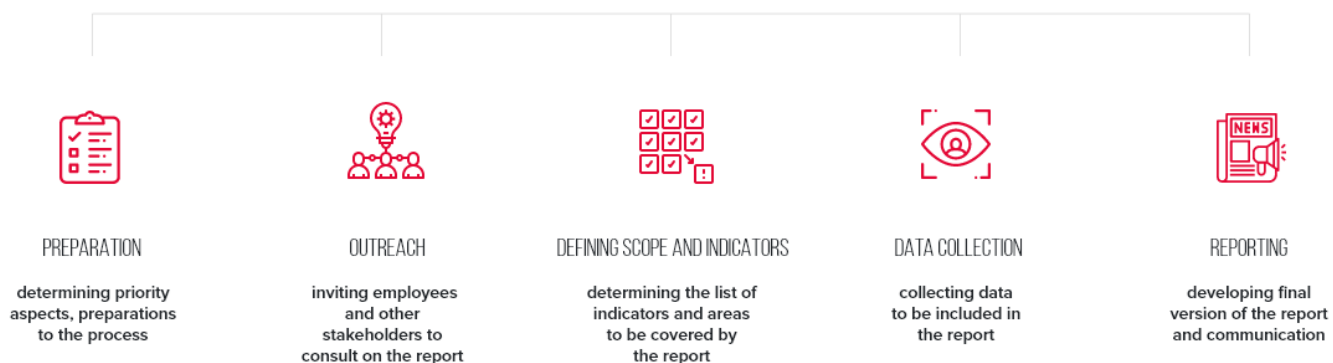 NEWS
PREPARATION
determining priority
aspects, preparations
to the process
OUTREACH
inviting employees
and other
stakeholders to
consult on the report
DEFINING SCOPE AND INDICATORS
determining the list of
indicators and areas
to be covered by
the report
DATA COLLECTION
collecting data
to be included in
the report
REPORTING
developing final
version of the report
and communication